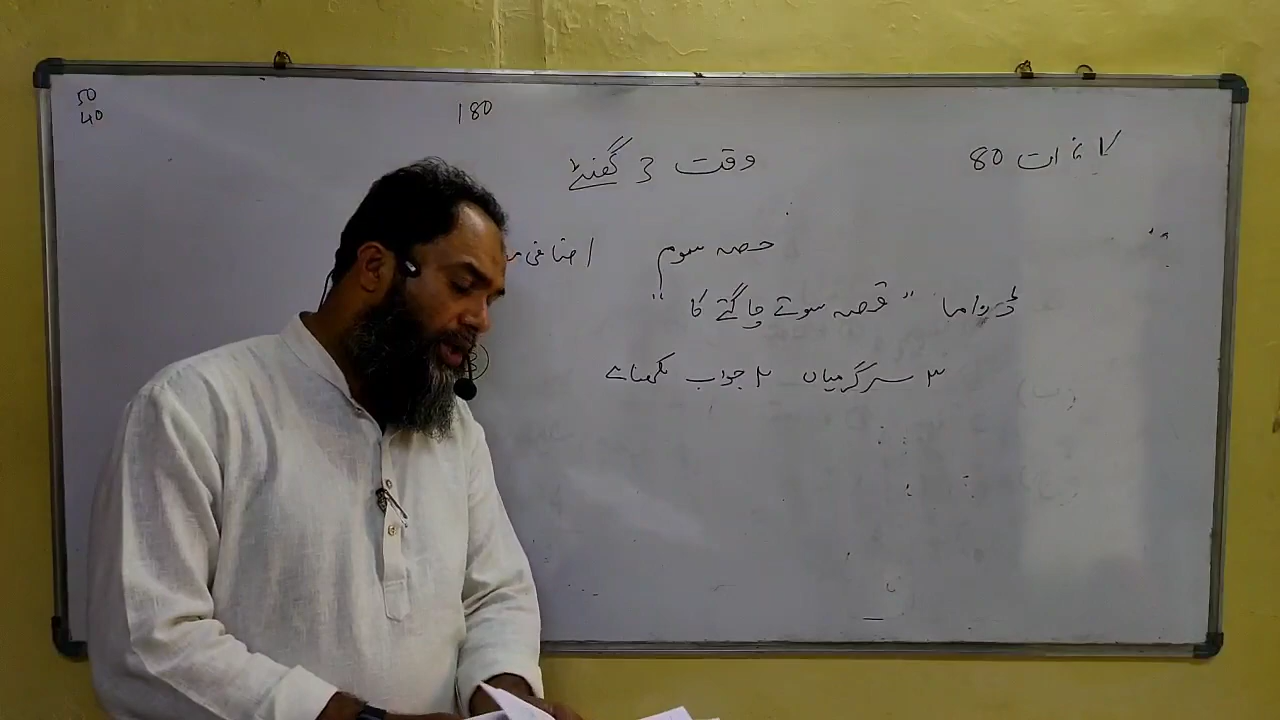 50
40
180
وقت 3 گھنٹے
80
حصہ سوم اضافی
ڈراما "قصہ سوتے جاگتے کا"
۳ سرگرمیاں ۲ جواب لکھنا ہے